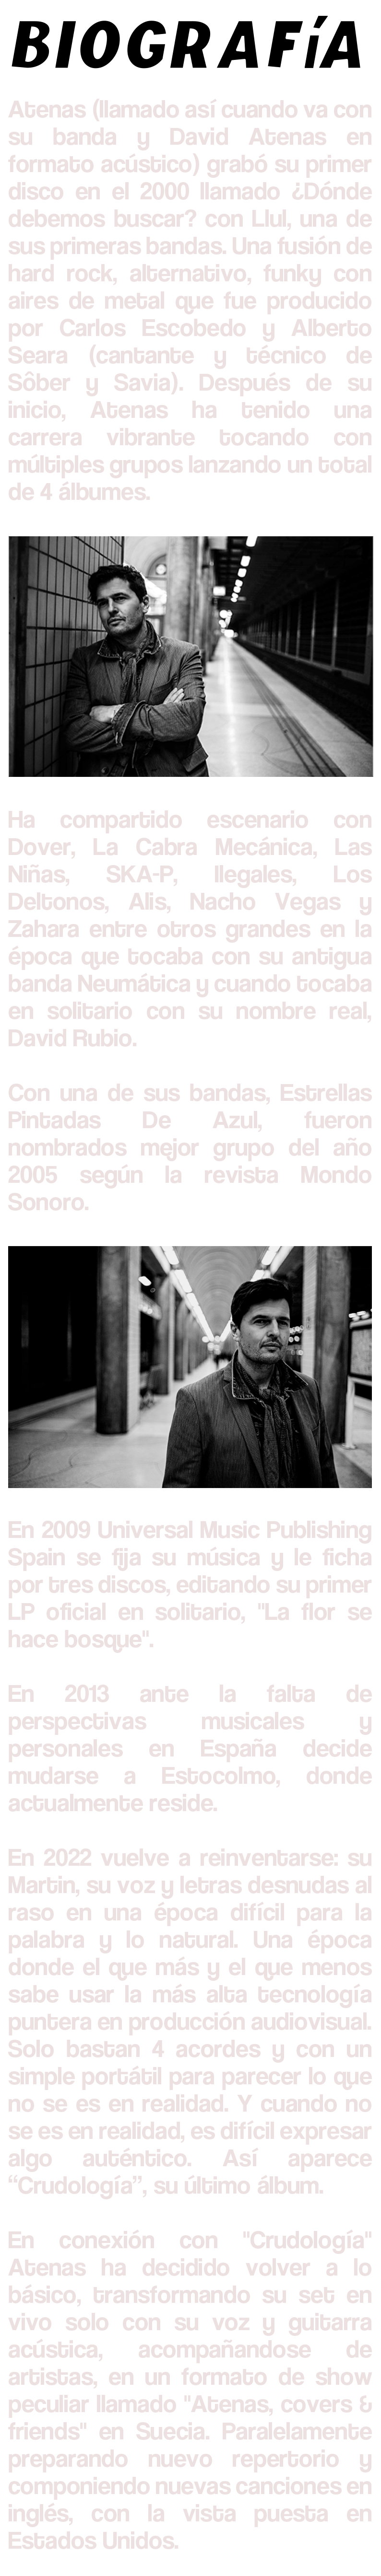 BIOGRAFíA
Atenas (llamado así cuando va con
su banda y David Atenas en
formato acústico) grabó su primer
disco en el 2000 llamado ¿Dónde
debemos buscar? con Llul, una de
sus primeras bandas. Una fusión de
hard rock, alternativo, funky con
aires de metal que fue producido
por Carlos Escobedo y Alberto
Seara (cantante y técnico de
Sôber y Savia). Después de su
inicio, Atenas ha tenido una
carrera vibrante tocando con
múltiples grupos lanzando un total
de 4 álbumes.
Ha compartido escenario con
Dover, La Cabra Mecánica, Las
Niñas, SKA-P, Ilegales, Los
Deltonos, Alis, Nacho Vegas y
Zahara entre otros grandes en la
época que tocaba con su antigua
banda Neumática y cuando tocaba
en solitario con su nombre real,
David Rubio.
Con una de sus bandas, Estrellas
Pintadas De Azul, fueron
nombrados mejor grupo del año
2005 según la revista Mondo
Sonoro.
En 2009 Universal Music Publishing
Spain se fija su música y le ficha
por tres discos, editando su primer
LP oficial en solitario, "La flor se
hace bosque".
En 2013 ante la falta de
perspectivas musicales y
personales en España decide
mudarse a Estocolmo, donde
actualmente reside.
En 2022 vuelve a reinventarse: su
Martin, su voz y letras desnudas al
raso en una época difícil para la
palabra y lo natural. Una época
donde el que más y el que menos
sabe usar la más alta tecnología
puntera en producción audiovisual.
Solo bastan 4 acordes y con un
simple portátil para parecer lo que
no se es en realidad. Y cuando no
se es en realidad, es difícil expresar
algo auténtico. Así aparece
“Crudología”, su último álbum.
En conexión con "Crudología"
Atenas ha decidido volver a lo
básico, transformando su set en
vivo solo con su voz y guitarra
acústica, acompañandose de
artistas, en un formato de show
peculiar llamado "Atenas, covers &
friends" en Suecia. Paralelamente
preparando nuevo repertorio y
componiendo nuevas canciones en
inglés, con la vista puesta en
Estados Unidos.